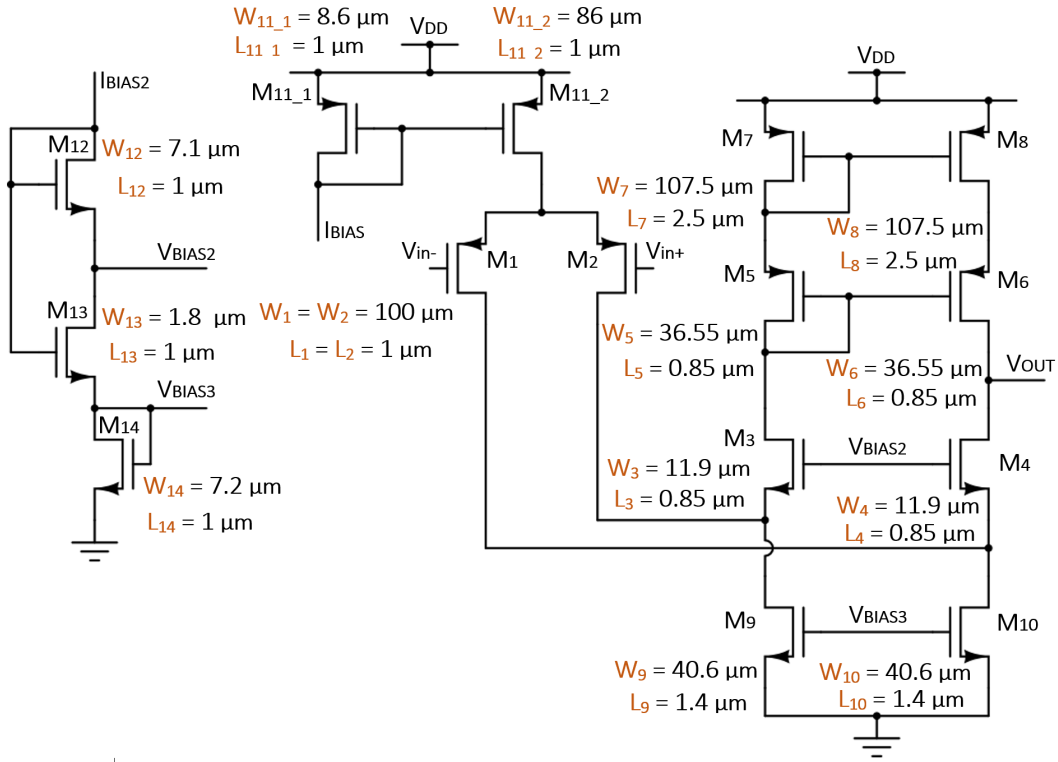 W11_1 = 8.6 µm
L11 1 = 1 µm
VDD
W11_2 = 86 µm
L11 2 = 1 µm
M11_1
M11_2
IBIAS
IBIAS2
M12
W12 = 7.1 µm
L12 = 1 µm
VBIAS2
M13
W13 = 1.8 µm
L13 = 1 µm
VBIAS3
M14
W14 = 7.2 µm
L14 = 1 µm
Vin-
M1
M2
Vin+
W1 = W2 = 100 µm
L1 = L2 = 1 µm
VDD
M7
M8
W7 = 107.5 µm
L7 = 2.5 µm
W8 = 107.5 µm
L8 = 2.5 µm
M5
M6
W5 = 36.55 µm
L5 = 0.85 µm
W6 = 36.55 µm
L6 = 0.85 µm
VOUT
M3
VBIAS2
M4
W3 = 11.9 µm
L3 = 0.85 µm
W4 = 11.9 µm
L4 = 0.85 µm
M9
VBIAS3
M10
W9 = 40.6 µm
L9 = 1.4 µm
W10 = 40.6 µm
L10 = 1.4 µm